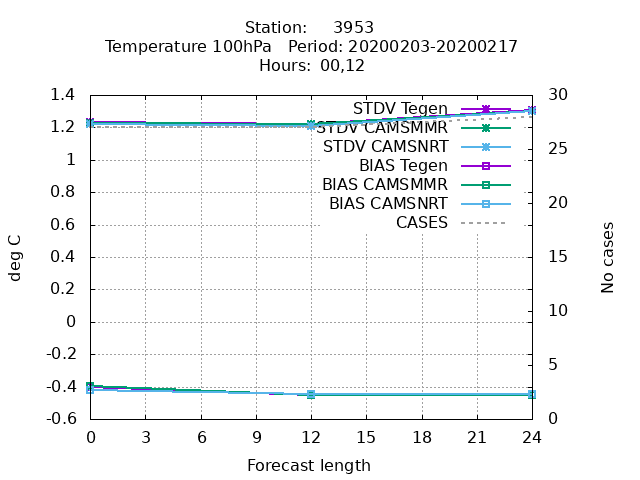 Station: 3953
Temperature 100hPa Period: 20200203-20200217
Hours: 00,12
1.4
1.2
1
0.8
0.6
0.4
0.2
0
-0.2
-0.4
-0.6
30
25
20
15
10
5
0
STDV Tegen
STDV CAMSMMR
STDV CAMSNRT
BIAS Tegen
BIAS CAMSMMR
BIAS CAMSNRT
CASES
deg C
No cases
0 3 6 9 12 15 18 21 24
Forecast length